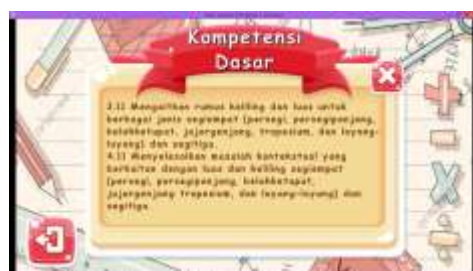 Kompetensi
Dasar
3.11 Mengaitkan rumus keliling dan luas untuk
berbagai jenis segiempat (persegi, persegipanjang,
belahketupat, jajargenjang, trapesium, dan layang-
layang) dan segitiga.
4.11 Menyelesaikan masalah kontekstual yang
berkaitan dengan luas dan keliling segiempat
(persegi, persegipanjang, belahketupat,
jajargenjang trapesium, dan layang-layang) dan
segitiga.